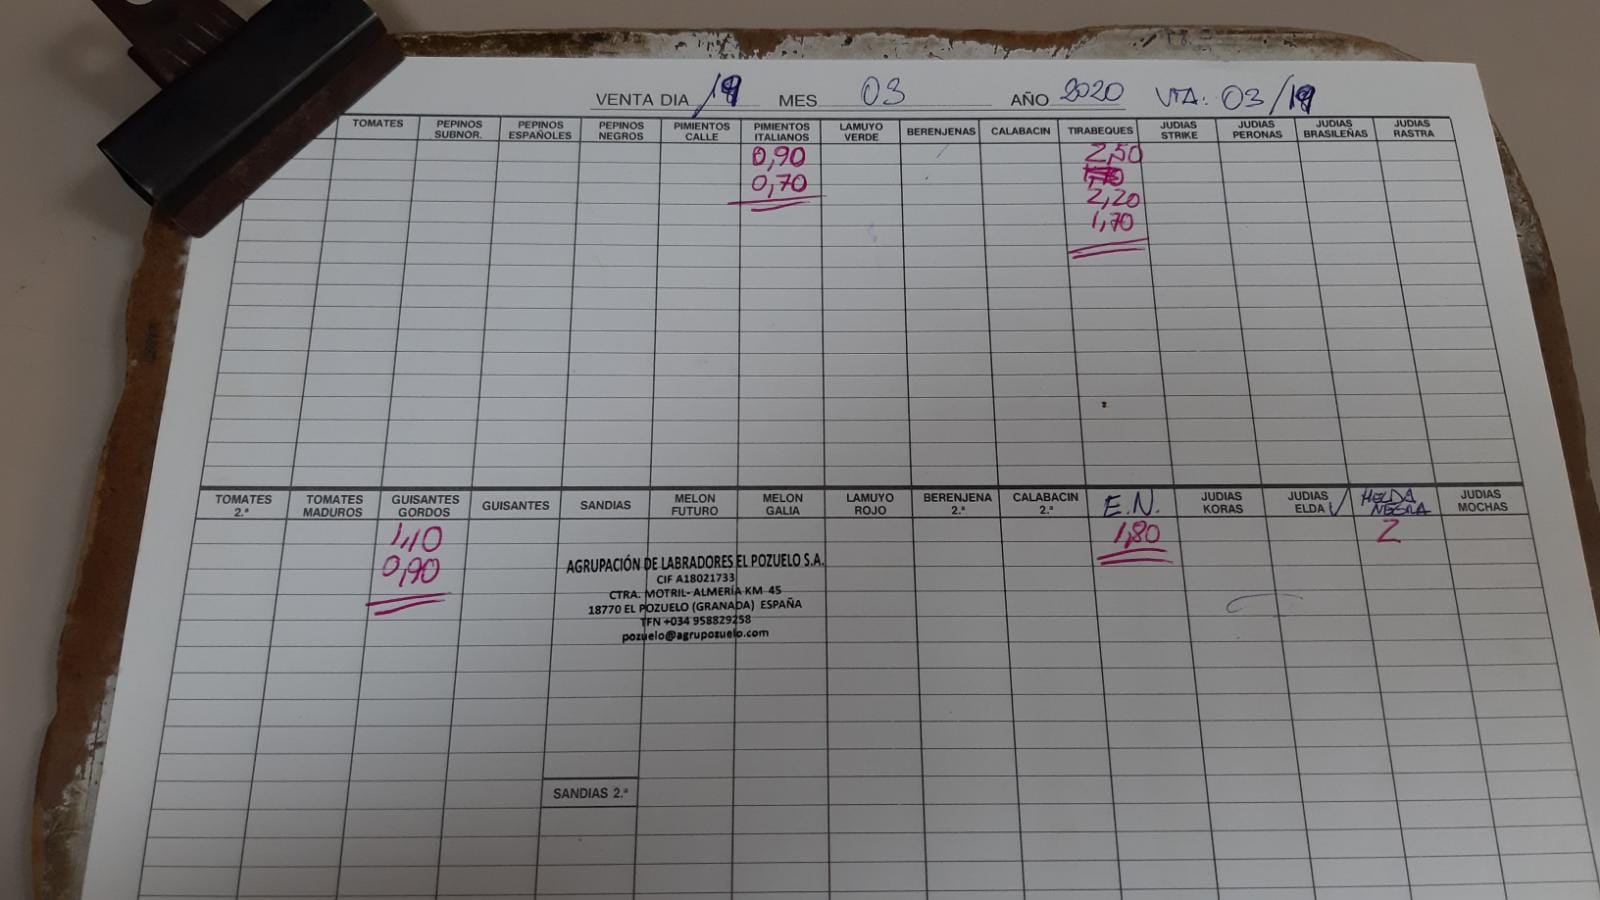 VENTA DIA 19 MES 03 AÑO 2020 VTA: 03/19
TOMATES PEPINOS SUBNOR. PEPINOS ESPAÑOLES PEPINOS NEGROS PIMIENTOS CALLE PIMIENTOS ITALIANOS LAMUYO VERDE BERENJENAS CALABACIN TIRABEQUES JUDIAS STRIKE JUDIAS PERONAS JUDIAS BRASILEÑAS JUDIAS RASTRA
0,90 2,50
0,70 2,20
1,70
TOMATES 2.ª TOMATES MADUROS GUISANTES GORDOS GUISANTES SANDIAS MELON FUTURO MELON GALIA LAMUYO ROJO BERENJENA 2.ª CALABACIN 2.ª E.N. JUDIAS KORAS JUDIAS ELDA HELDA NEGRA JUDIAS MOCHAS
1,10 1,80 2
0,90
AGRUPACIÓN DE LABRADORES EL POZUELO S.A.
CIF A18021733
CTRA. MOTRIL- ALMERÍA KM 45
18770 EL POZUELO (GRANADA) ESPAÑA
TFN +034 958829258
pozuelo@agrupozuelo.com
SANDIAS 2.ª